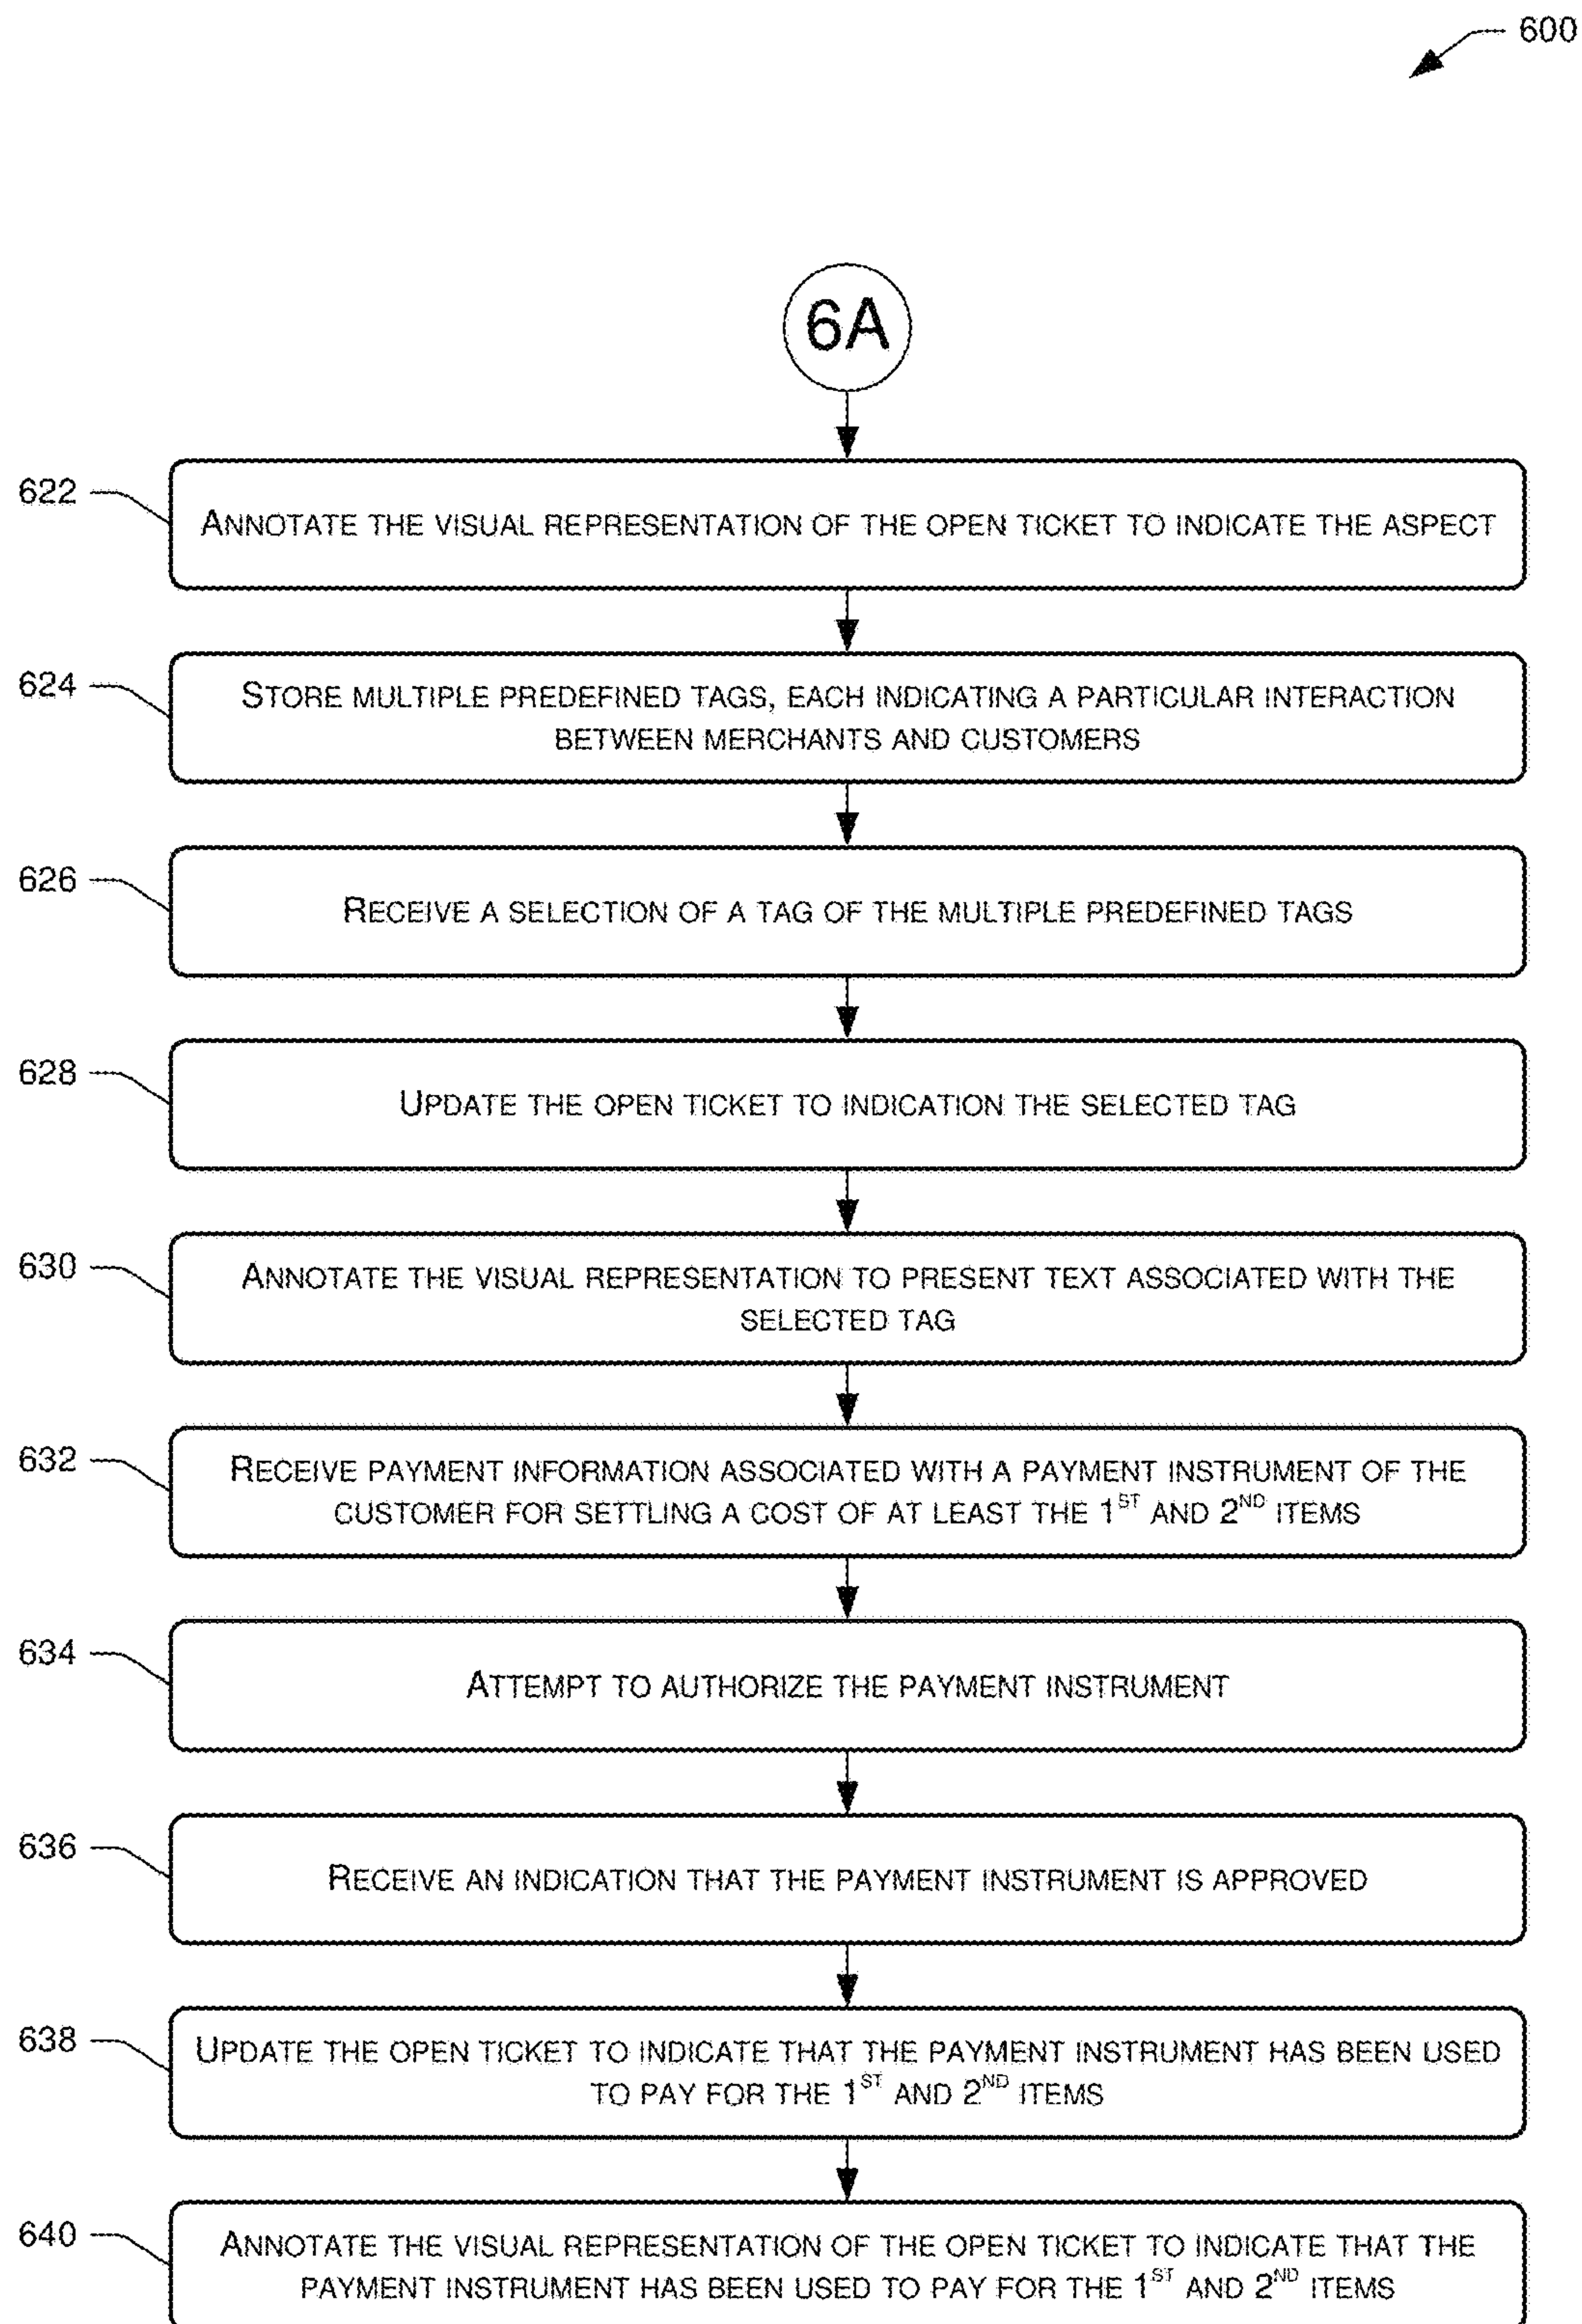 600
6A
622
ANNOTATE THE VISUAL REPRESENTATION OF THE OPEN TICKET TO INDICATE THE ASPECT
624
STORE MULTIPLE PREDEFINED TAGS, EACH INDICATING A PARTICULAR INTERACTION
BETWEEN MERCHANTS AND CUSTOMERS
626
RECEIVE A SELECTION OF A TAG OF THE MULTIPLE PREDEFINED TAGS
628
UPDATE THE OPEN TICKET TO INDICATION THE SELECTED TAG
630
ANNOTATE THE VISUAL REPRESENTATION TO PRESENT TEXT ASSOCIATED WITH THE
SELECTED TAG
632
RECEIVE PAYMENT INFORMATION ASSOCIATED WITH A PAYMENT INSTRUMENT OF THE
CUSTOMER FOR SETTLING A COST OF AT LEAST THE 1ST AND 2ND ITEMS
634
ATTEMPT TO AUTHORIZE THE PAYMENT INSTRUMENT
636
RECEIVE AN INDICATION THAT THE PAYMENT INSTRUMENT IS APPROVED
638
UPDATE THE OPEN TICKET TO INDICATE THAT THE PAYMENT INSTRUMENT HAS BEEN USED
TO PAY FOR THE 1ST AND 2ND ITEMS
640
ANNOTATE THE VISUAL REPRESENTATION OF THE OPEN TICKET TO INDICATE THAT THE
PAYMENT INSTRUMENT HAS BEEN USED TO PAY FOR THE 1ST AND 2ND ITEMS